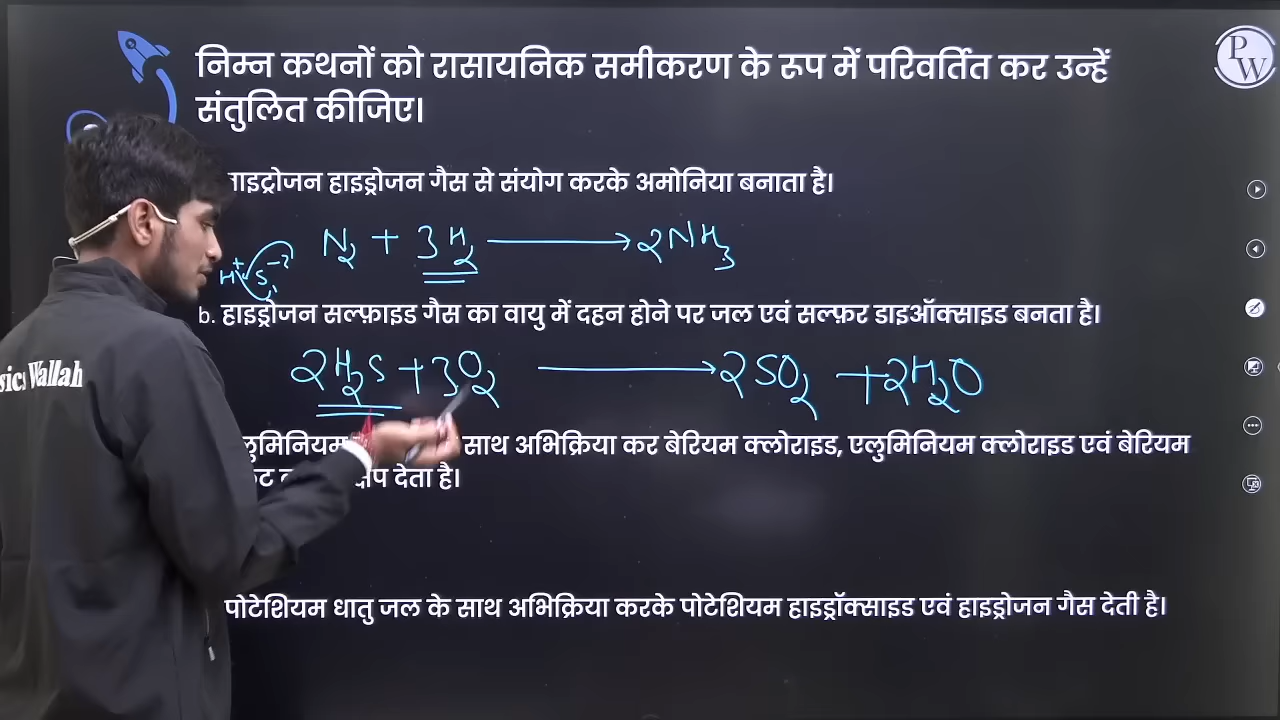 निम्न कथनों को रासायनिक समीकरण के रूप में परिवर्तित कर उन्हें
संतुलित कीजिए।
PW
हाइड्रोजन गैस से संयोग करके अमोनिया बनाता है।
N₂ + 3H₂ → 2NH₃
b. हाइड्रोजन सल्फ़ाइड गैस का वायु में दहन होने पर जल एवं सल्फ़र डाइऑक्साइड बनता है।
2H₂S + 3O₂ → 2SO₂ + 2H₂O
Wallah
साथ अभिक्रिया कर बेरियम क्लोराइड, एलुमिनियम क्लोराइड एवं बेरियम
देता है।
पोटेशियम धातु जल के साथ अभिक्रिया करके पोटेशियम हाइड्रॉक्साइड एवं हाइड्रोजन गैस देती है।